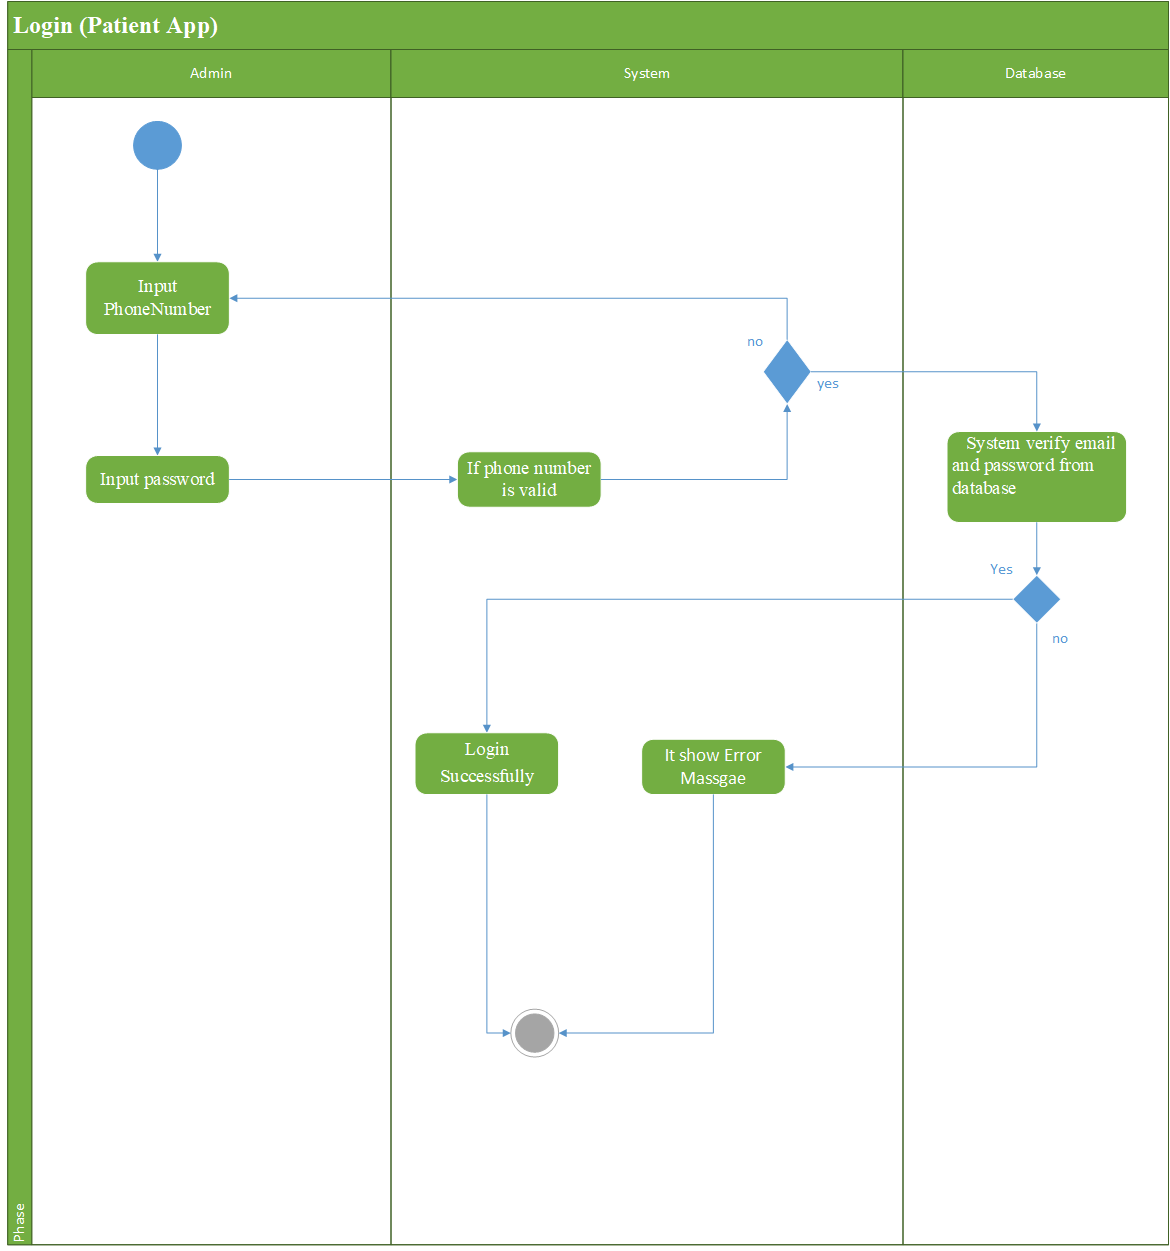 Login (Patient App)
Admin
System
Database
Input
PhoneNumber
no
yes
System verify email
and password from
database
Input password
If phone number
is valid
Yes
no
Login
Successfully
It show Error
Massgae
Phase